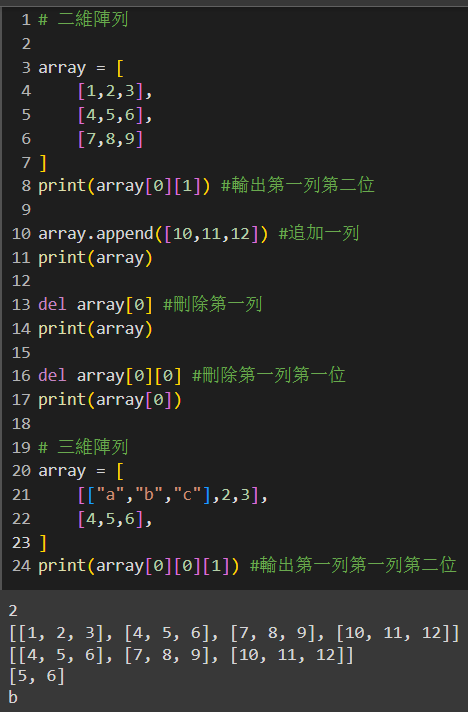 1 # 二維陣列
2
3 array = [
4     [1,2,3],
5     [4,5,6],
6     [7,8,9]
7 ]
8 print(array[0][1]) #輸出第一列第二位
9
10 array.append([10,11,12]) #追加一列
11 print(array)
12
13 del array[0] #刪除第一列
14 print(array)
15
16 del array[0][0] #刪除第一列第一位
17 print(array[0])
18
19 # 三維陣列
20 array = [
21     [["a","b","c"],2,3],
22     [4,5,6],
23 ]
24 print(array[0][0][1]) #輸出第一列第一列第二位
2
[[1, 2, 3], [4, 5, 6], [7, 8, 9], [10, 11, 12]]
[[4, 5, 6], [7, 8, 9], [10, 11, 12]]
[5, 6]
b